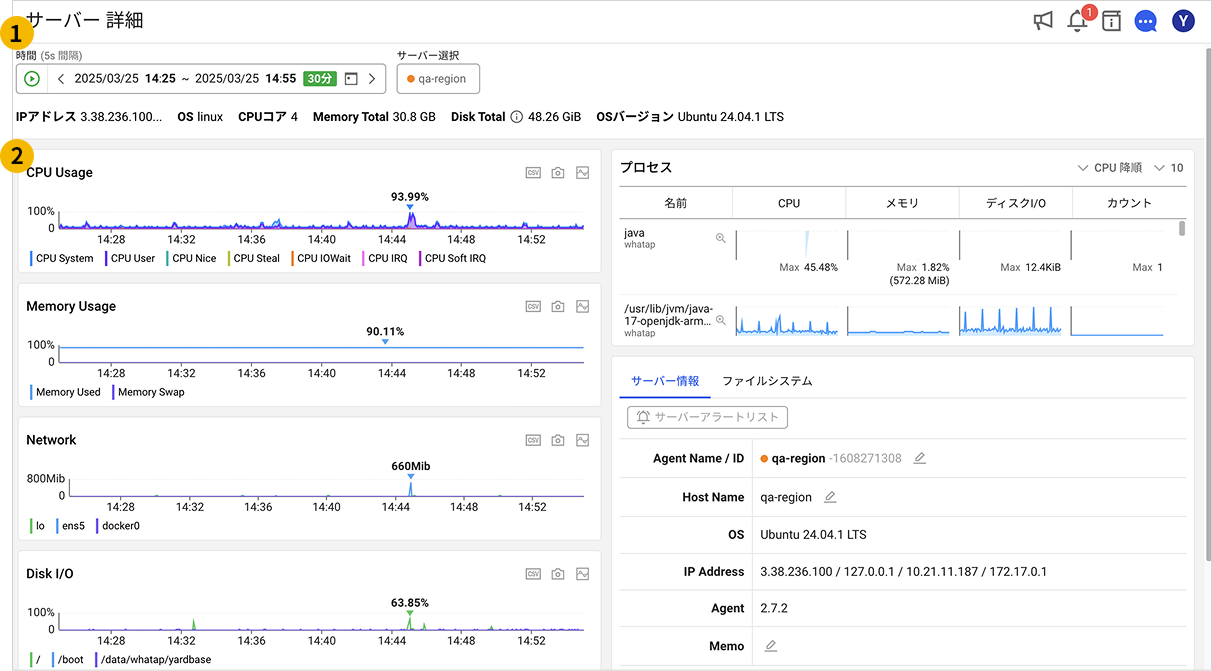 1
サーバー 詳細
1
Y
時間 (5s 間隔)
サーバー選択
2025/03/25 14:25 ~ 2025/03/25 14:55 30分
qa-region
IPアドレス 3.38.236.100... OS linux CPUコア 4 Memory Total 30.8 GB Disk Total 48.26 GiB OSバージョン Ubuntu 24.04.1 LTS
2
CPU Usage
CSV
93.99%
100%
0
14:28 14:32 14:36 14:40 14:44 14:48 14:52
CPU System CPU User CPU Nice CPU Steal CPU IOWait CPU IRQ CPU Soft IRQ
Memory Usage
CSV
90.11%
100%
0
14:28 14:32 14:36 14:40 14:44 14:48 14:52
Memory Used Memory Swap
Network
CSV
660Mib
800Mib
0
14:28 14:32 14:36 14:40 14:44 14:48 14:52
lo ens5 docker0
Disk I/O
CSV
63.85%
100%
0
14:28 14:32 14:36 14:40 14:44 14:48 14:52
/ /boot /data/whatap/yardbase
プロセス
CPU 降順 10
名前 CPU メモリ ディスクI/O カウント
java
whatap
Max 45.48% Max 1.82% Max 12.4KiB Max 1
(572.28 MiB)
/usr/lib/jvm/java-
17-openjdk-arm...
whatap
サーバー情報 ファイルシステム
サーバーアラートリスト
Agent Name / ID qa-region -1608271308
Host Name qa-region
OS Ubuntu 24.04.1 LTS
IP Address 3.38.236.100 / 127.0.0.1 / 10.21.11.187 / 172.17.0.1
Agent 2.7.2
Memo